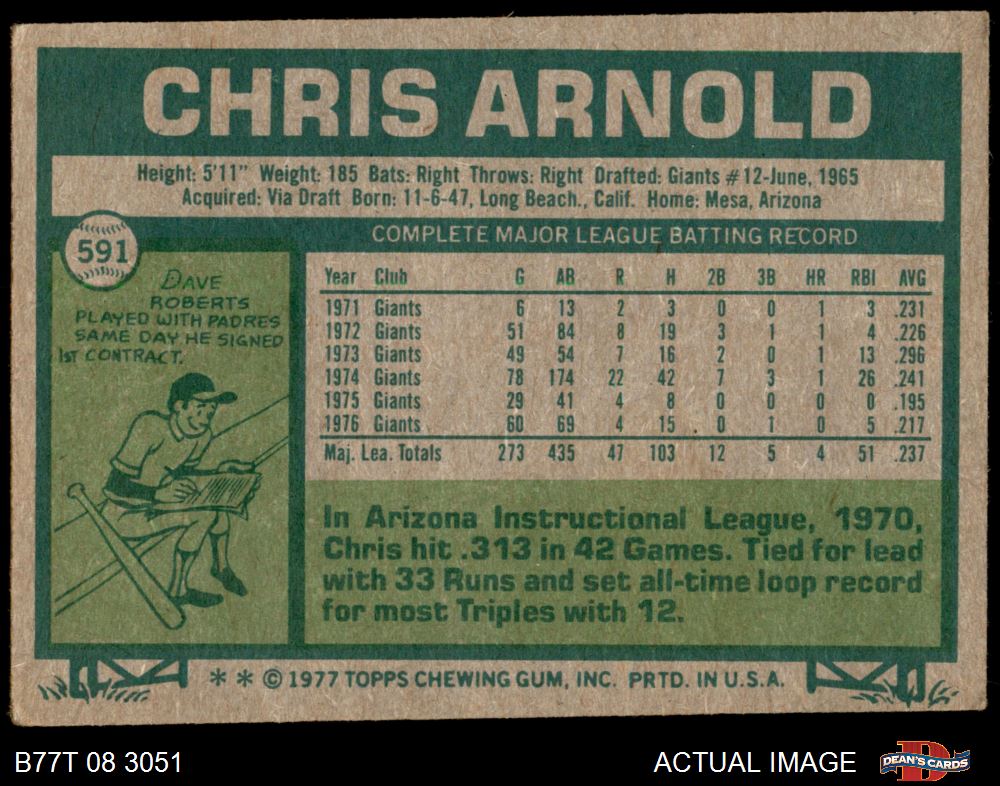 CHRIS ARNOLD
Height: 5'11" Weight: 185 Bats: Right Throws: Right Drafted: Giants #12-June, 1965
Acquired: Via Draft Born: 11-6-47, Long Beach., Calif. Home: Mesa, Arizona
591
COMPLETE MAJOR LEAGUE BATTING RECORD
DAVE
ROBERTS
PLAYED WITH PADRES
SAME DAY HE SIGNED
1st CONTRACT.
Year Club G AB R H 2B 3B HR RBI AVG
1971 Giants 6 13 2 3 0 0 1 3 .231
1972 Giants 51 84 8 19 3 1 1 4 .226
1973 Giants 49 54 7 16 2 0 1 13 .296
1974 Giants 78 174 22 42 7 3 1 26 .241
1975 Giants 29 41 4 8 0 0 0 0 .195
1976 Giants 60 69 4 15 0 1 0 5 .217
Maj. Lea. Totals 273 435 47 103 12 5 4 51 .237
In Arizona Instructional League, 1970,
Chris hit .313 in 42 Games. Tied for lead
with 33 Runs and set all-time loop record
for most Triples with 12.
* * © 1977 TOPPS CHEWING GUM, INC. PRTD. IN U.S.A.
B77T 08 3051
ACTUAL IMAGE
D
DEAN'S CARDS